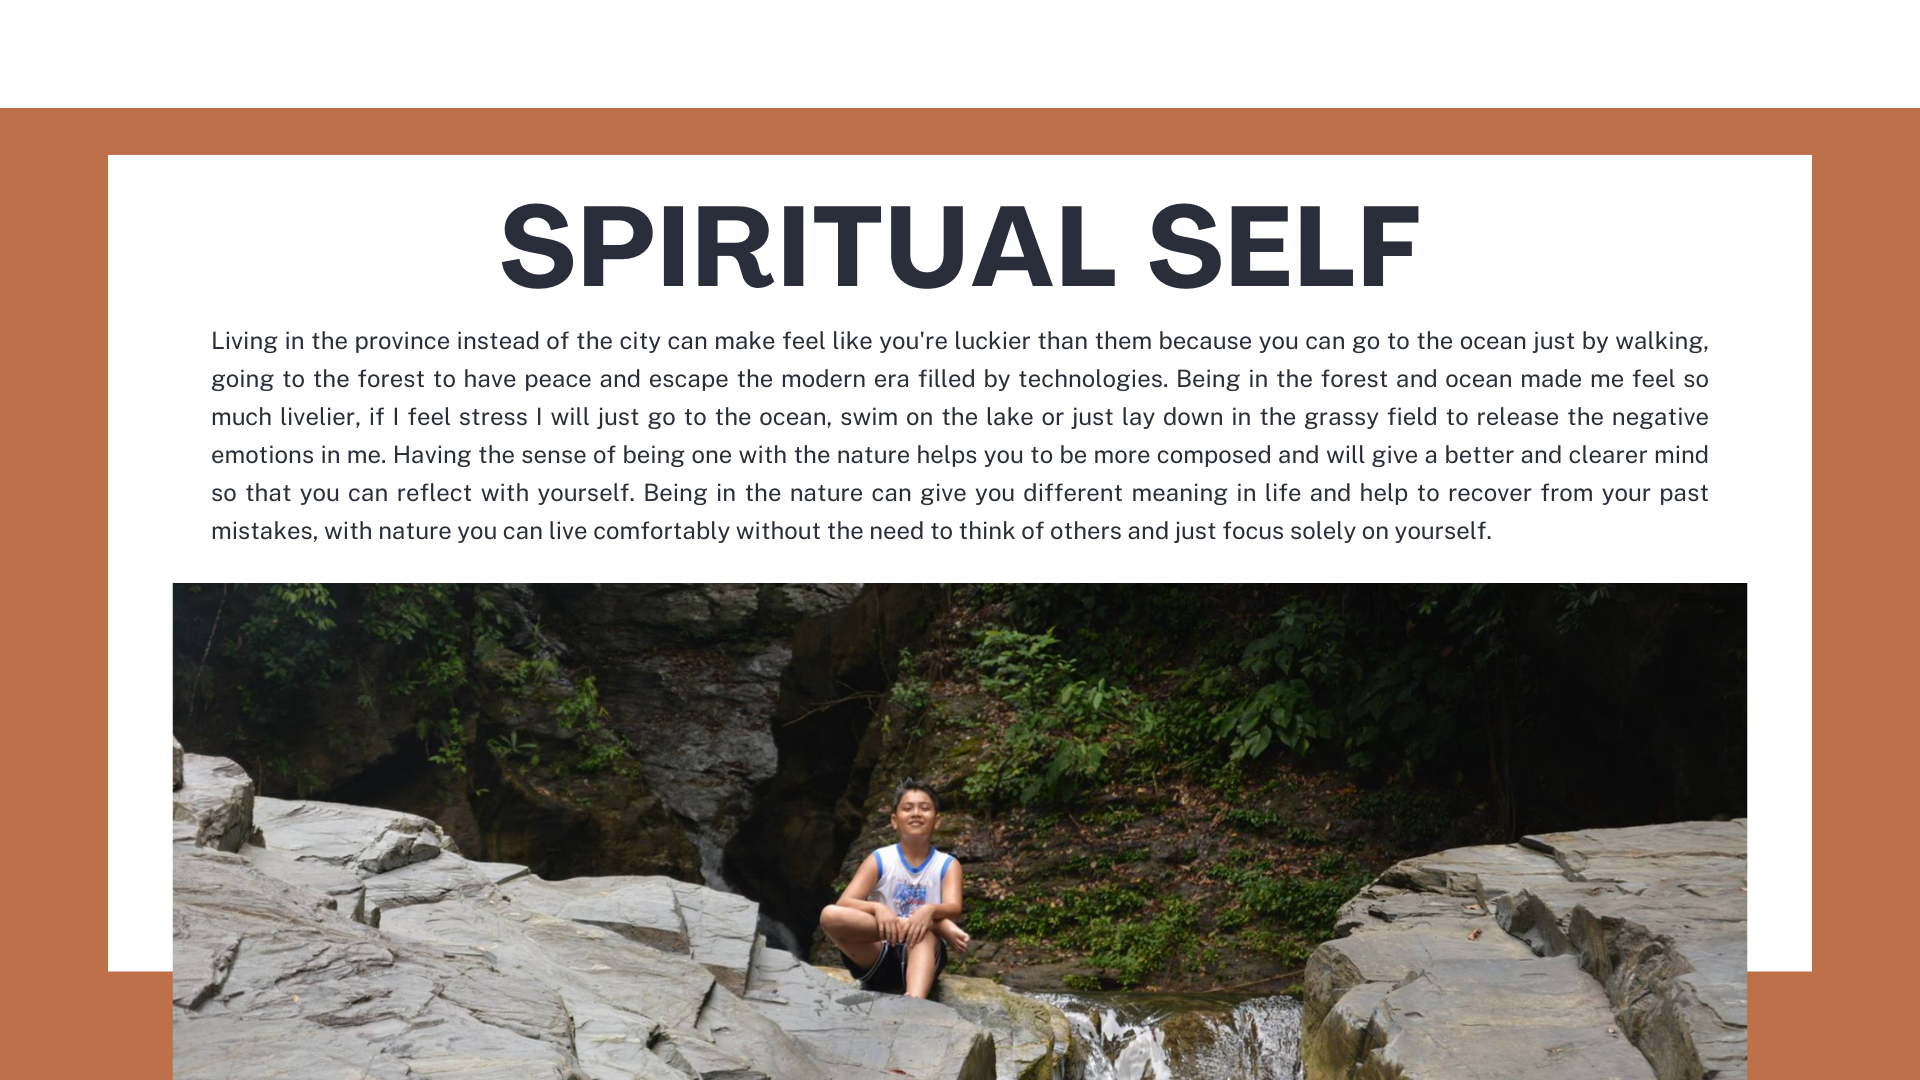 SPIRITUAL SELF
Living in the province instead of the city can make feel like you're luckier than them because you can go to the ocean just by walking,
going to the forest to have peace and escape the modern era filled by technologies. Being in the forest and ocean made me feel so
much livelier, if I feel stress I will just go to the ocean, swim on the lake or just lay down in the grassy field to release the negative
emotions in me. Having the sense of being one with the nature helps you to be more composed and will give a better and clearer mind
so that you can reflect with yourself. Being in the nature can give you different meaning in life and help to recover from your past
mistakes, with nature you can live comfortably without the need to think of others and just focus solely on yourself.